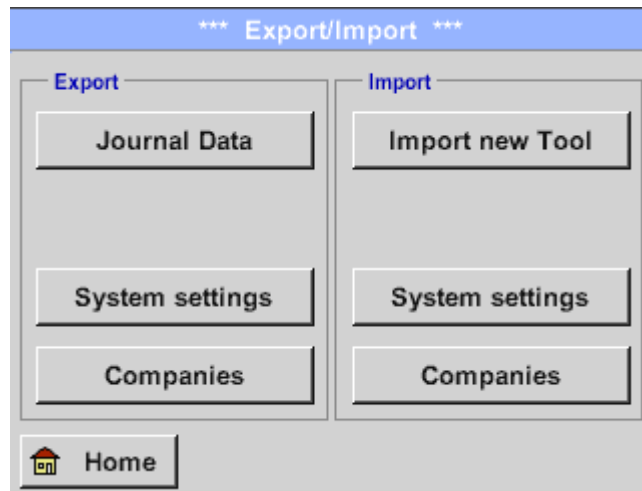 *** Export/Import ***
Export
Journal Data
System settings
Companies
Import
Import new Tool
System settings
Companies
Home